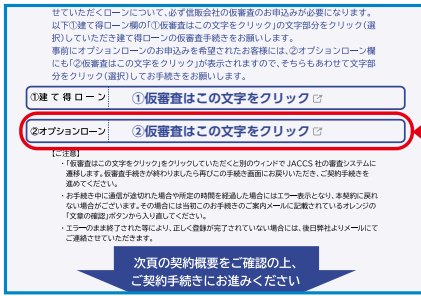 せていただくローンについて、必ず信販会社の仮審査のお申込みが必要になります。
以下①建て得ローン欄の「①仮審査はこの文字をクリック」の文字部分をクリック(選
択)していただき建て得ローンの仮審査手続をお願いします。
事前にオプションローンのお申込みを希望されたお客様には、②オプションローン欄
にも「②仮審査はこの文字をクリック」が表示されますので、そちらもあわせて文字部
分をクリック(選択)してお手続きをお願いします。
①建て得ローン ①仮審査はこの文字をクリック
②オプションローン ②仮審査はこの文字をクリック
【ご注意】
・「仮審査はこの文字をクリック」をクリックしていただくと別のウィンドで JACCS 社の審査システムに
遷移します。仮審査手続が終わりましたら再びこの手続き画面にお戻りいただき、ご契約手続きを
進めてください。
・お手続き中に通信が途切れた場合や所定の時間を経過した場合にはエラー表示となり、本契約に戻れ
ない場合がございます。その場合には当初このお手続きのご案内メールに記載されているオレンジの
「文章の確認」ボタンから入り直してください。
・エラーのまま終了された等により、正しく登録が完了されていない場合には、後日弊社よりメールにて
ご連絡させていただきます。
次頁の契約概要をご確認の上、
ご契約手続きにお進みください